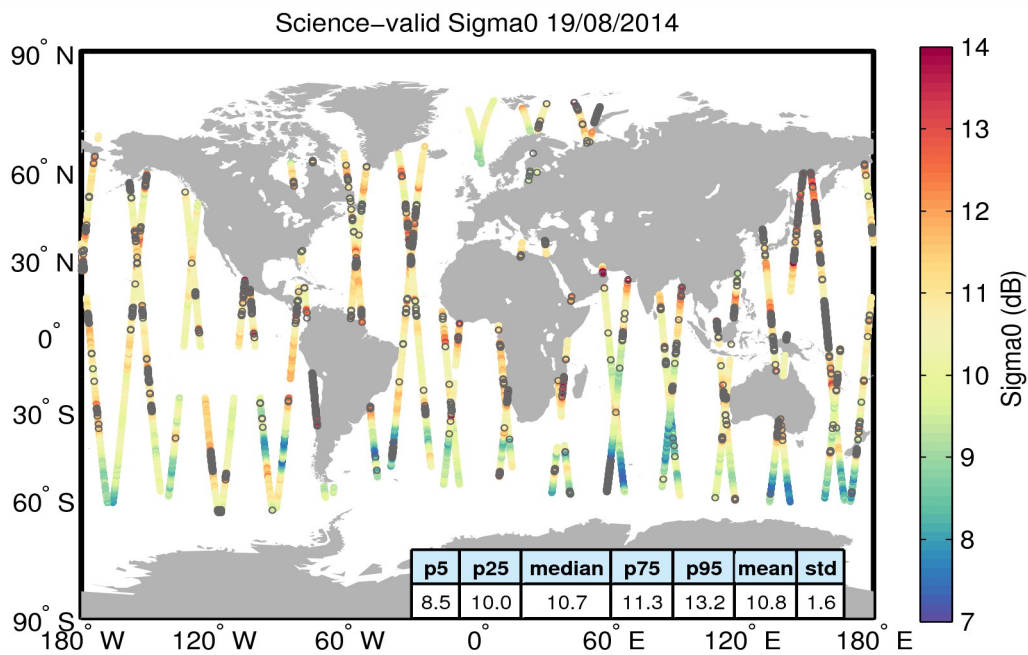 Science−valid Sigma0 19/08/2014
90° N
60° N
30° N
0°
30° S
60° S
90° S
180° W
120° W
60° W
0°
60° E
120° E
180° E
p5 p25 median p75 p95 mean std
8.5 10.0 10.7 11.3 13.2 10.8 1.6
14
13
12
11
10
9
8
7
Sigma0 (dB)